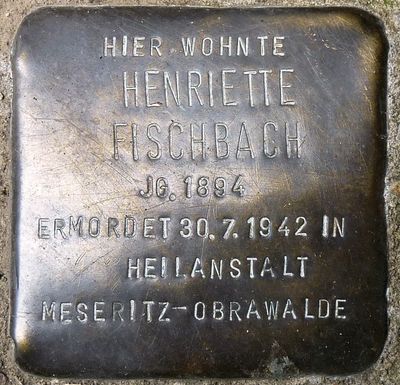 HIER WOHNTE
HENRIETTE
FISCHBACH
JG. 1894
ERMORDET 30.7.1942 IN
HEILANSTALT
MESERITZ-OBRAWALDE